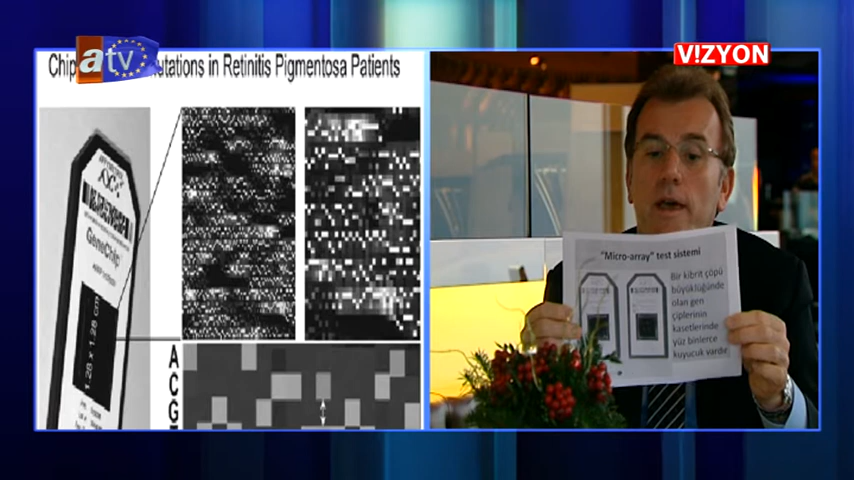 atv
V!ZYON
Chip utations in Retinitis Pigmentosa Patients
GeneChip
1.28 x 1.28 cm
A
C
G
"Micro-array" test sistemi
Bir kibrit çöpü
büyüklüğünde
olan gen
çiplerinin
kasetlerinde
yüz binlerce
kuyucuk vardır